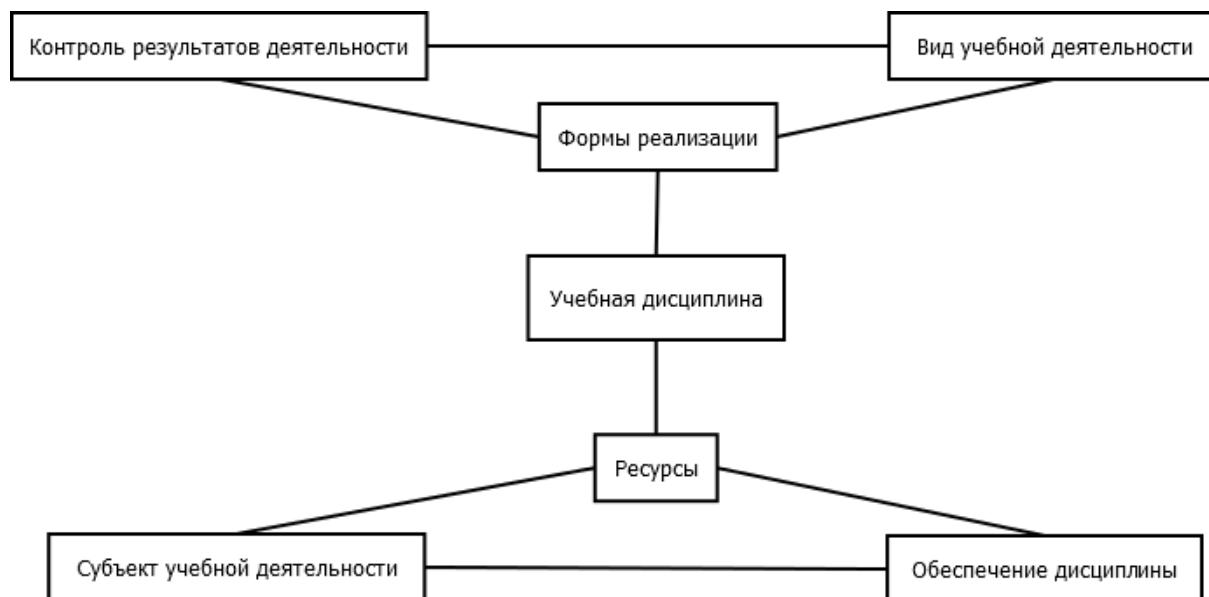 Контроль результатов деятельности
Вид учебной деятельности
Формы реализации
Учебная дисциплина
Ресурсы
Субъект учебной деятельности
Обеспечение дисциплины